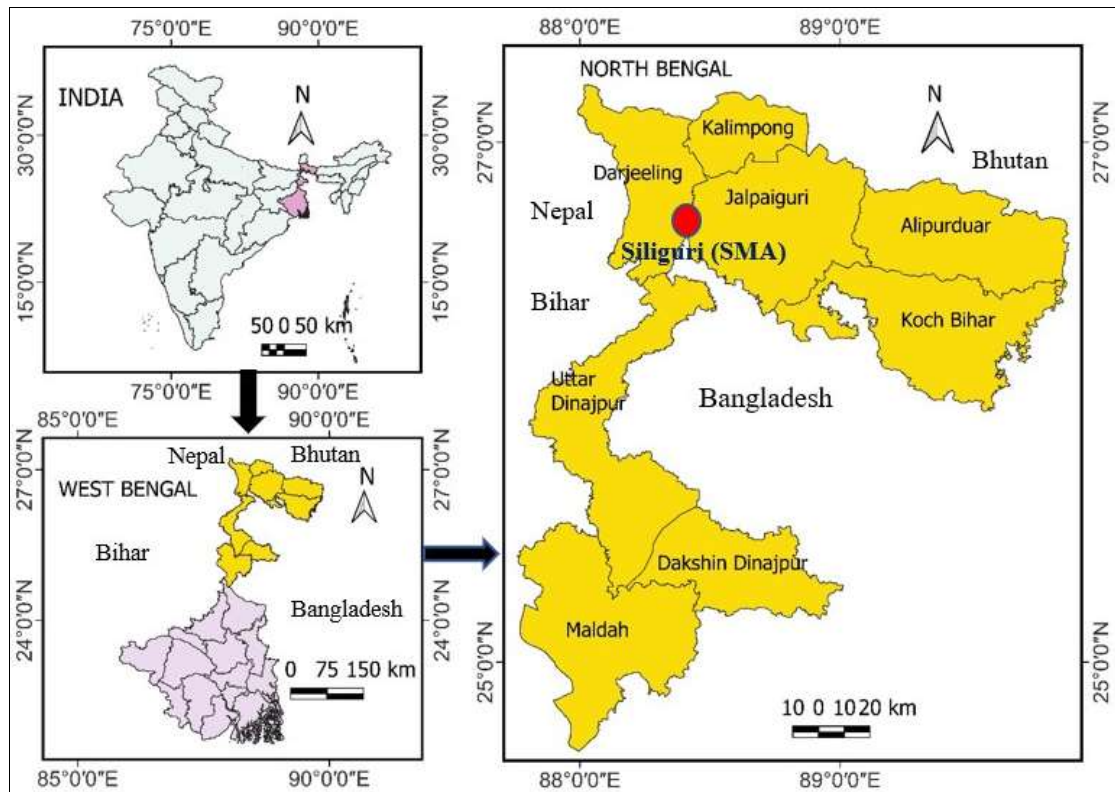 75°0'0"E 90°0'0"E
INDIA
N
30°0'0"N
15°0'0"N
30°0'0"N
15°0'0"N
50 0 50 km
75°0'0"E 90°0'0"E
85°0'0"E 90°0'0"E
WEST BENGAL
Nepal
Bhutan
N
Bihar
Bangladesh
27°0'0"N
24°0'0"N
27°0'0"N
24°0'0"N
0 75 150 km
85°0'0"E 90°0'0"E
88°0'0"E 89°0'0"E
NORTH BENGAL
N
Kalimpong
Bhutan
Darjeeling
Jalpaiguri
Nepal
Alipurduar
Siliguri (SMA)
Bihar
Koch Bihar
Uttar
Dinajpur
Bangladesh
Dakshin Dinajpur
Maldah
27°0'0"N
25°0'0"N
27°0'0"N
25°0'0"N
10 0 10 20 km
88°0'0"E 89°0'0"E